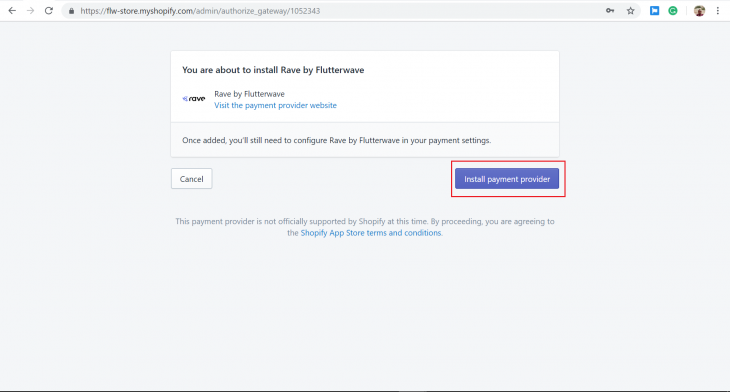 https://flw-store.myshopify.com/admin/authorize_gateway/1052343
You are about to install Rave by Flutterwave
rave
Rave by Flutterwave
Visit the payment provider website
Once added, you'll still need to configure Rave by Flutterwave in your payment settings.
Cancel
Install payment provider
This payment provider is not officially supported by Shopify at this time. By proceeding, you are agreeing to
the Shopify App Store terms and conditions.